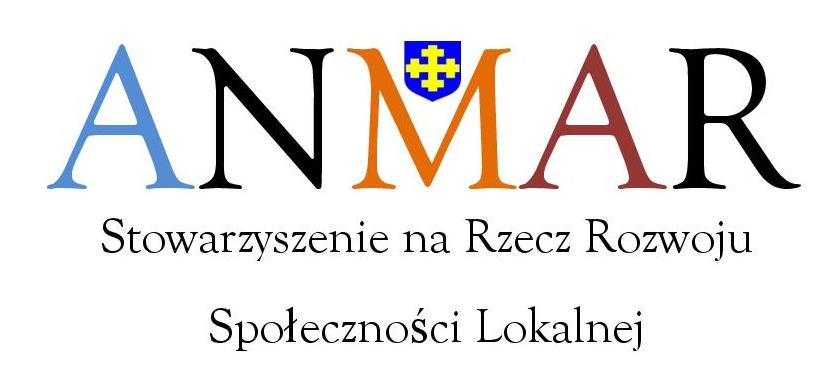 ANMAR
Stowarzyszenie na Rzecz Rozwoju
Społeczności Lokalnej